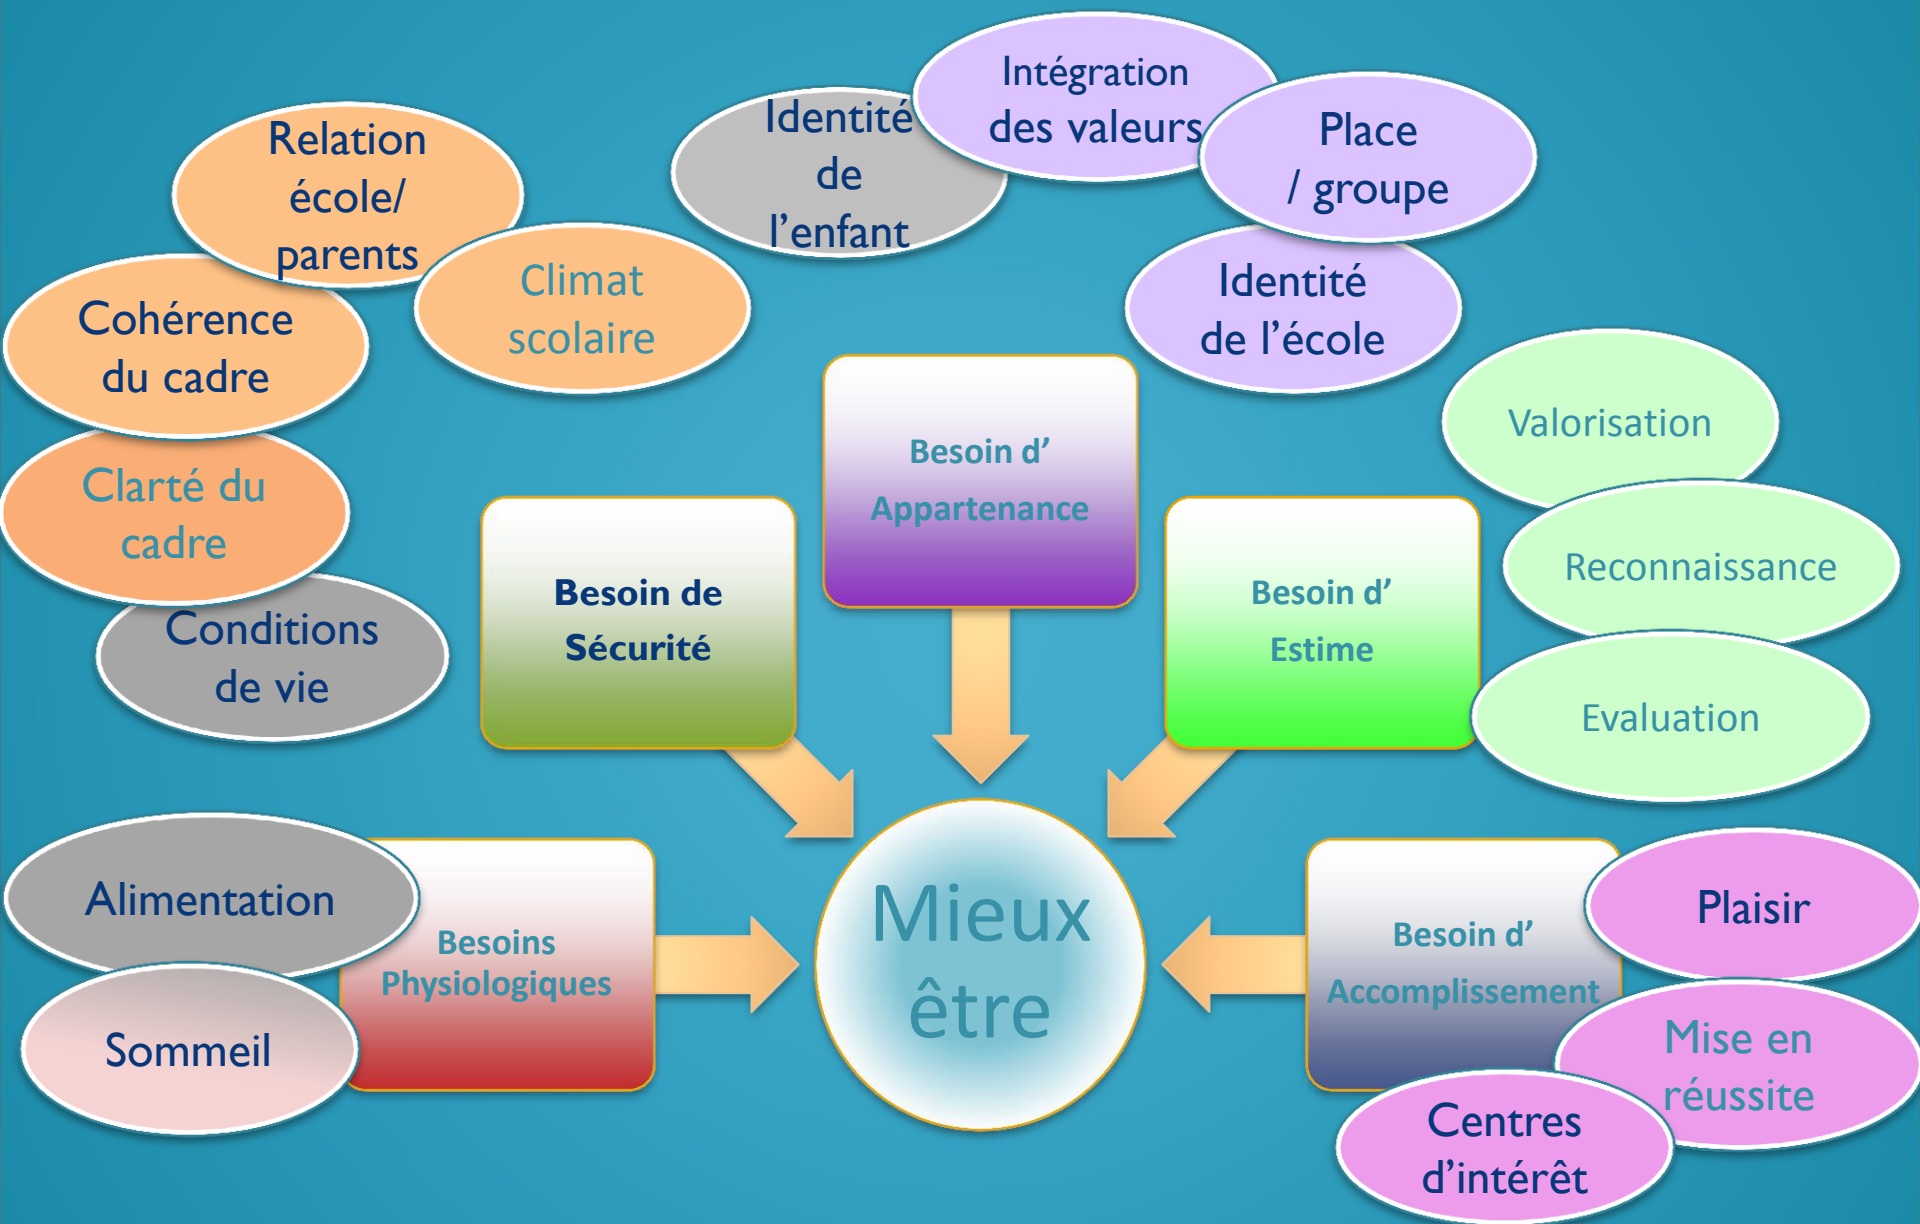 Intégration
des valeurs
Identité
de
l’enfant
Place
/ groupe
Identité
de l’école
Relation
école/
parents
Climat
scolaire
Cohérence
du cadre
Clarté du
cadre
Conditions
de vie
Besoin de
Sécurité
Besoin d’
Appartenance
Besoin d’
Estime
Valorisation
Reconnaissance
Evaluation
Alimentation
Sommeil
Besoins
Physiologiques
Mieux
être
Besoin d’
Accomplissement
Plaisir
Mise en
réussite
Centres
d’intérêt